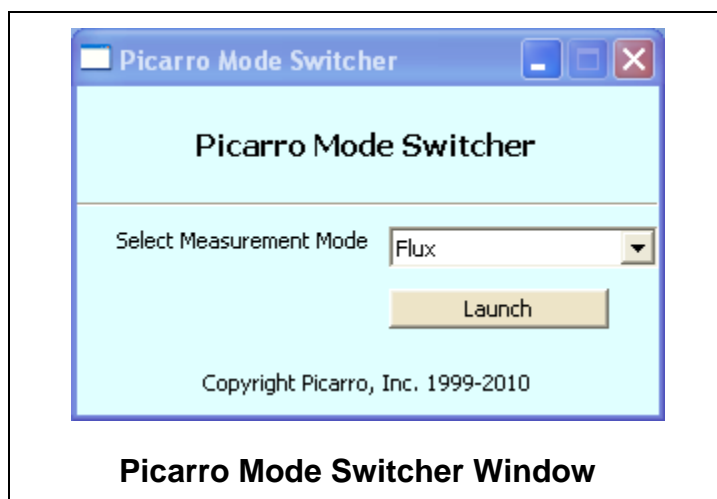 Picarro Mode Switcher
Picarro Mode Switcher
Select Measurement Mode Flux
Launch
Copyright Picarro, Inc. 1999-2010
Picarro Mode Switcher Window